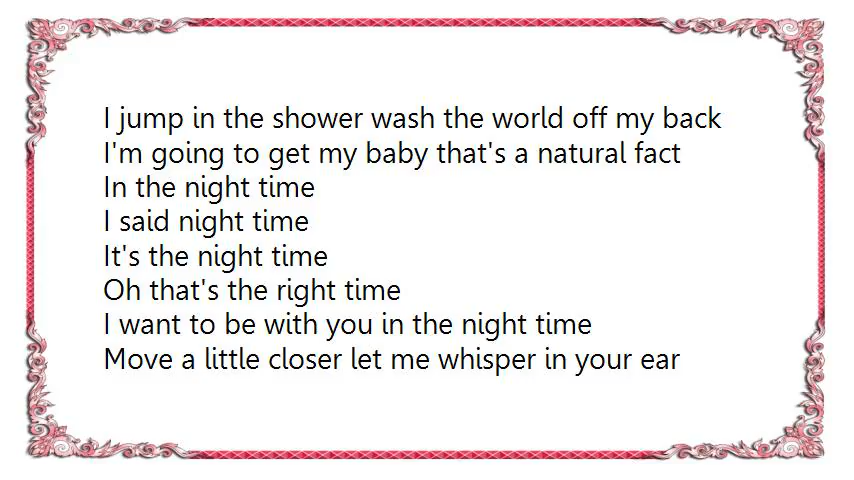 I jump in the shower wash the world off my back
I'm going to get my baby that's a natural fact
In the night time
I said night time
It's the night time
Oh that's the right time
I want to be with you in the night time
Move a little closer let me whisper in your ear